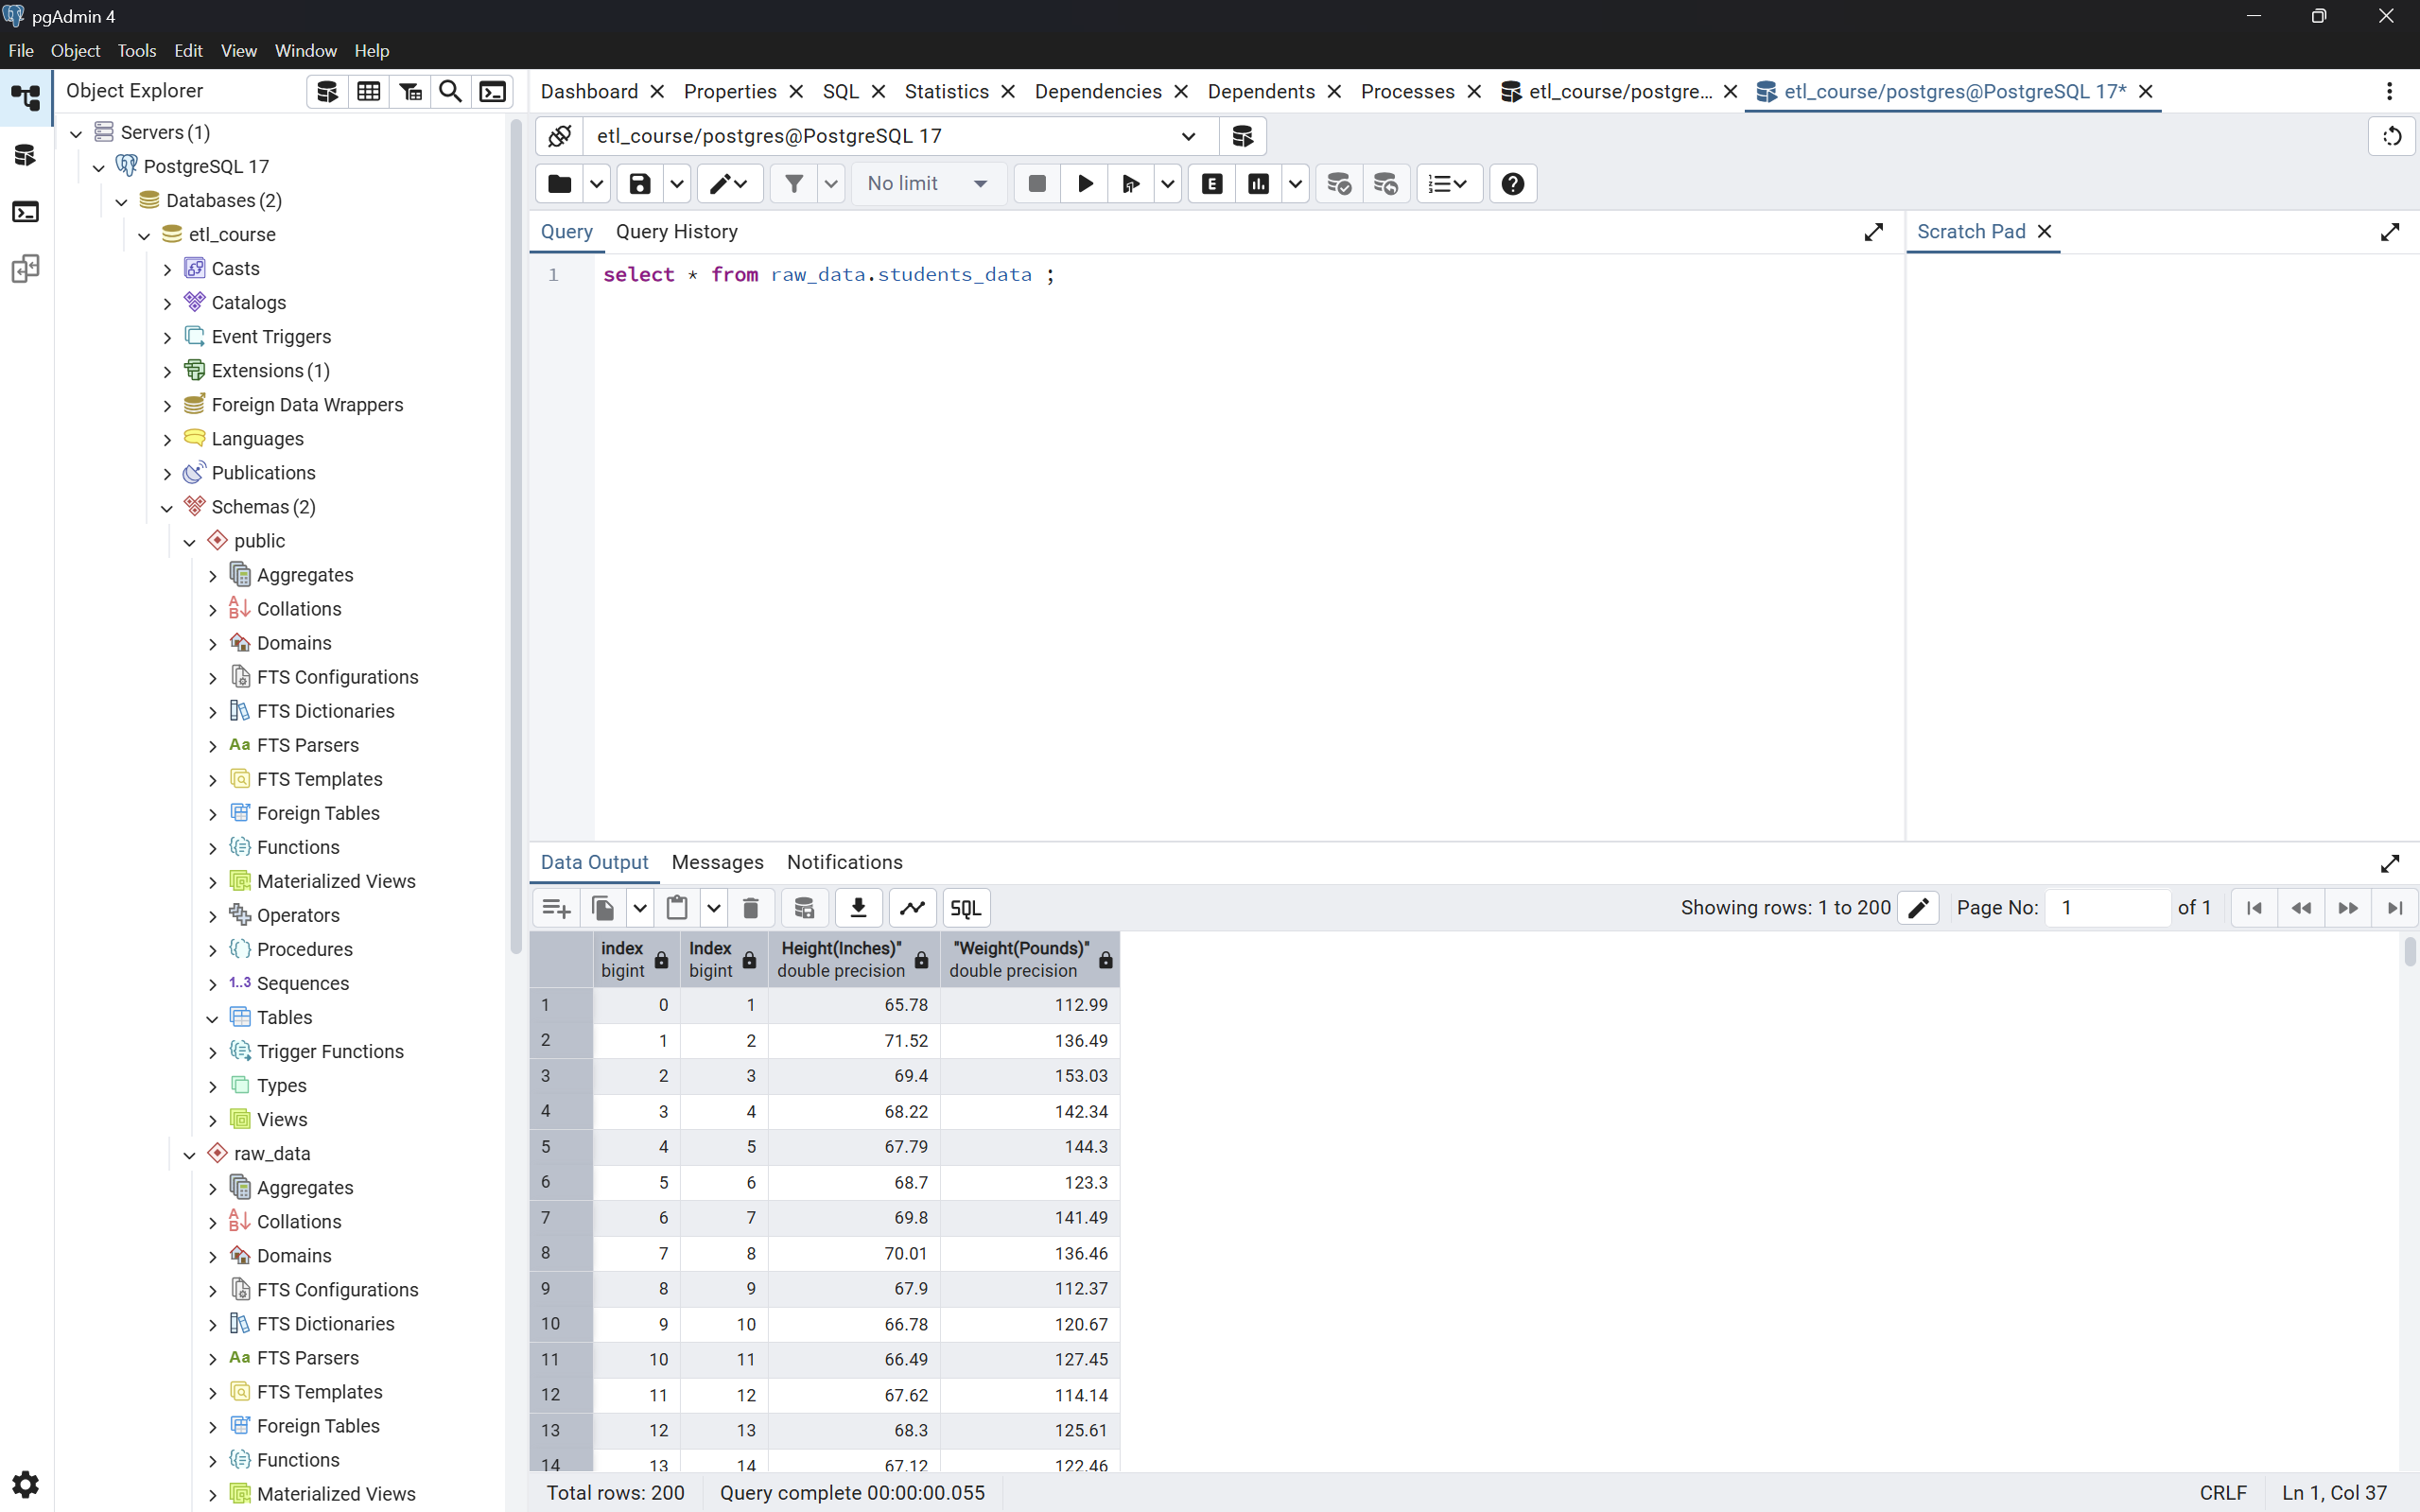 pgAdmin 4
File Object Tools Edit View Window Help
Object Explorer
Dashboard Properties SQL Statistics Dependencies Dependents Processes etl_course/postgre... etl_course/postgres@PostgreSQL 17*
Servers (1)
PostgreSQL 17
Databases (2)
etl_course
Casts
Catalogs
Event Triggers
Extensions (1)
Foreign Data Wrappers
Languages
Publications
Schemas (2)
public
Aggregates
Collations
Domains
FTS Configurations
FTS Dictionaries
Aa FTS Parsers
FTS Templates
Foreign Tables
Functions
Materialized Views
Operators
Procedures
1..3 Sequences
Tables
Trigger Functions
Types
Views
raw_data
Aggregates
Collations
Domains
FTS Configurations
FTS Dictionaries
Aa FTS Parsers
FTS Templates
Foreign Tables
Functions
Materialized Views
etl_course/postgres@PostgreSQL 17
No limit
E
Query Query History
Scratch Pad
1 select * from raw_data.students_data ;
Data Output Messages Notifications
SQL
Showing rows: 1 to 200 Page No: 1 of 1
index Index Height(Inches)" "Weight(Pounds)"
bigint bigint double precision double precision
1 0 1 65.78 112.99
2 1 2 71.52 136.49
3 2 3 69.4 153.03
4 3 4 68.22 142.34
5 4 5 67.79 144.3
6 5 6 68.7 123.3
7 6 7 69.8 141.49
8 7 8 70.01 136.46
9 8 9 67.9 112.37
10 9 10 66.78 120.67
11 10 11 66.49 127.45
12 11 12 67.62 114.14
13 12 13 68.3 125.61
14 13 14 67.12 122.46
Total rows: 200 Query complete 00:00:00.055
CRLF Ln 1, Col 37